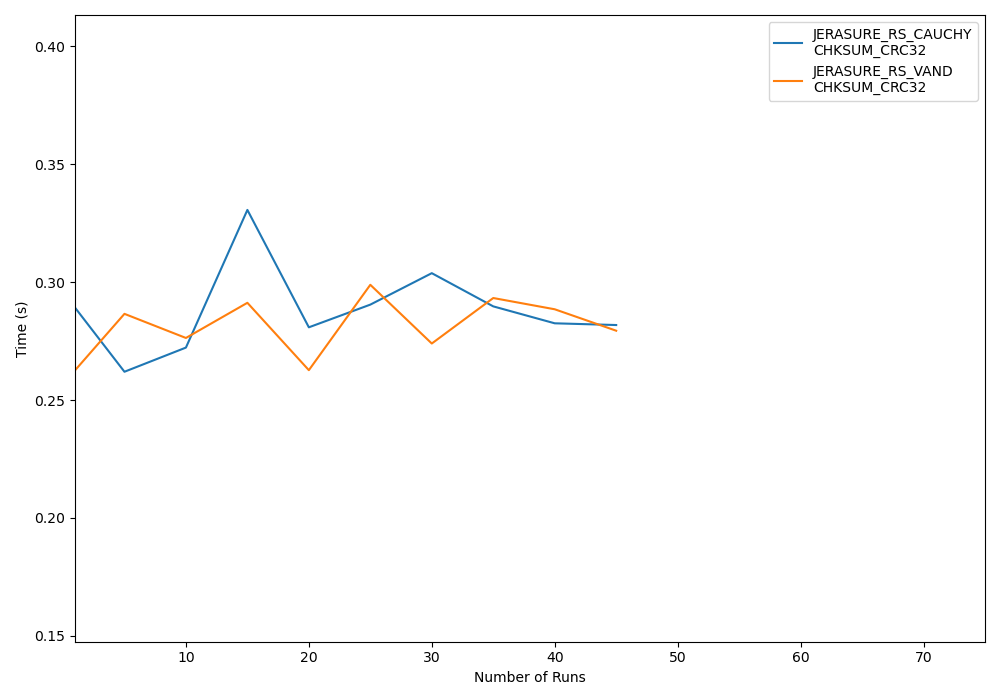 0.40
0.35
0.30
0.25
0.20
0.15
Time (s)
10 20 30 40 50 60 70
Number of Runs
JERASURE_RS_CAUCHY
CHKSUM_CRC32
JERASURE_RS_VAND
CHKSUM_CRC32